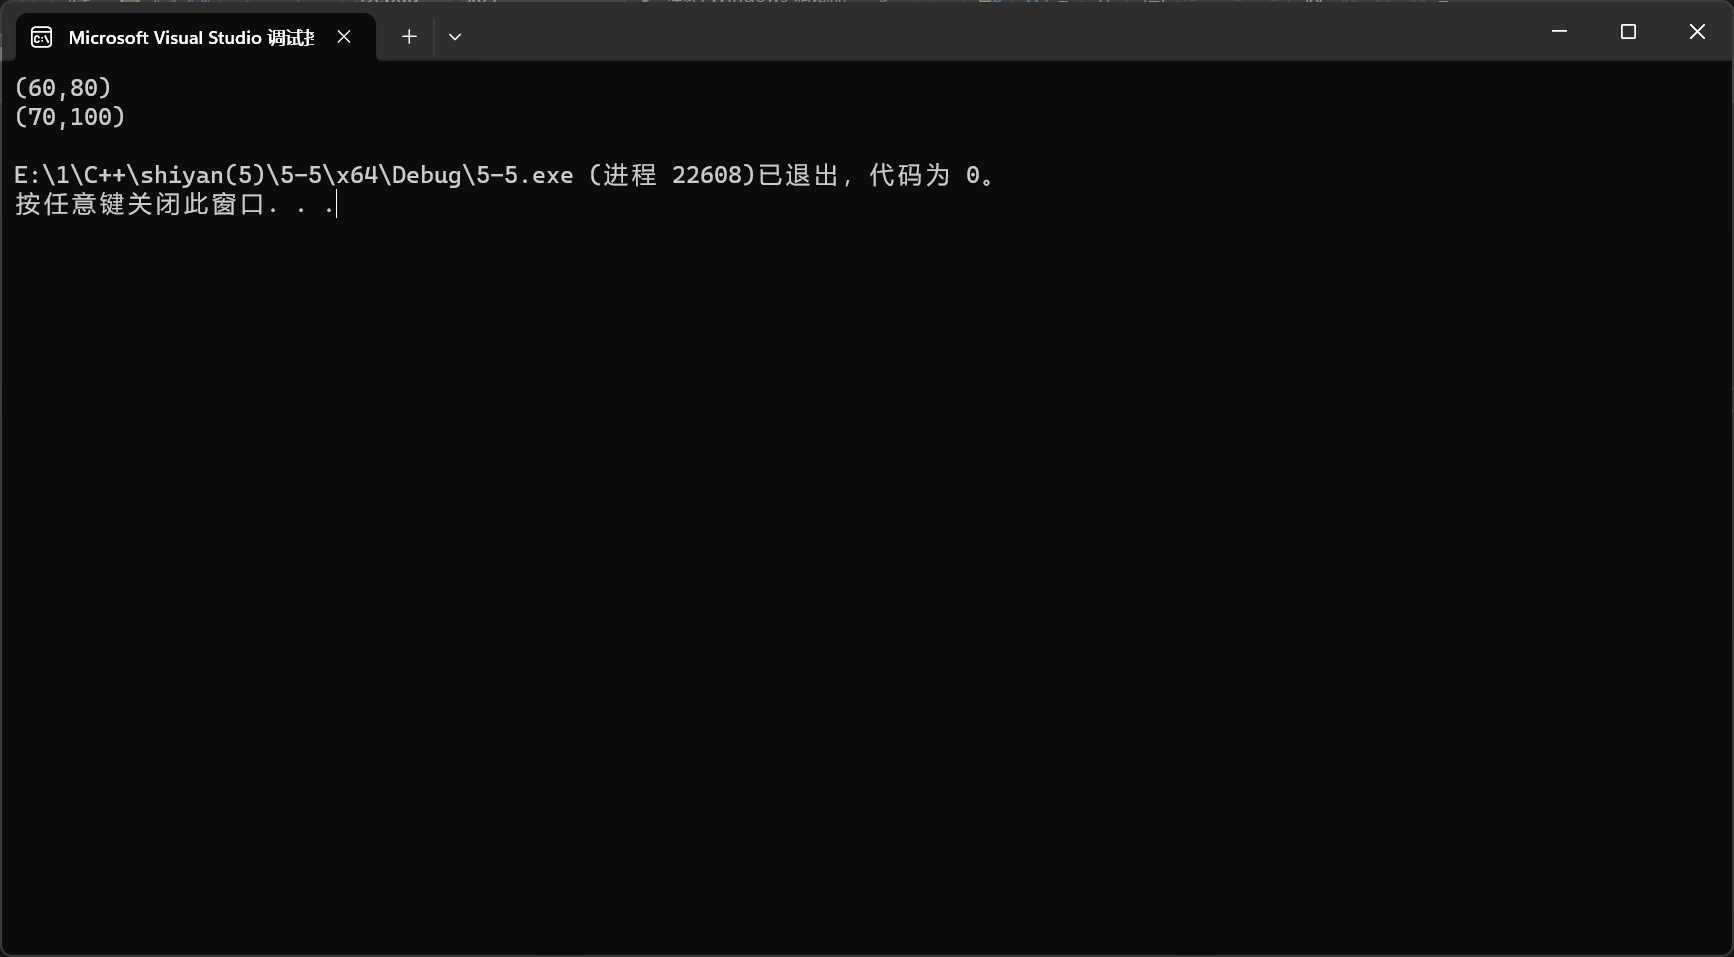 Microsoft Visual Studio 调试
(60,80)
(70,100)
E:\1\C++\shiyan(5)\5-5\x64\Debug\5-5.exe (进程 22608)已退出，代码为 0。
按任意键关闭此窗口. . .